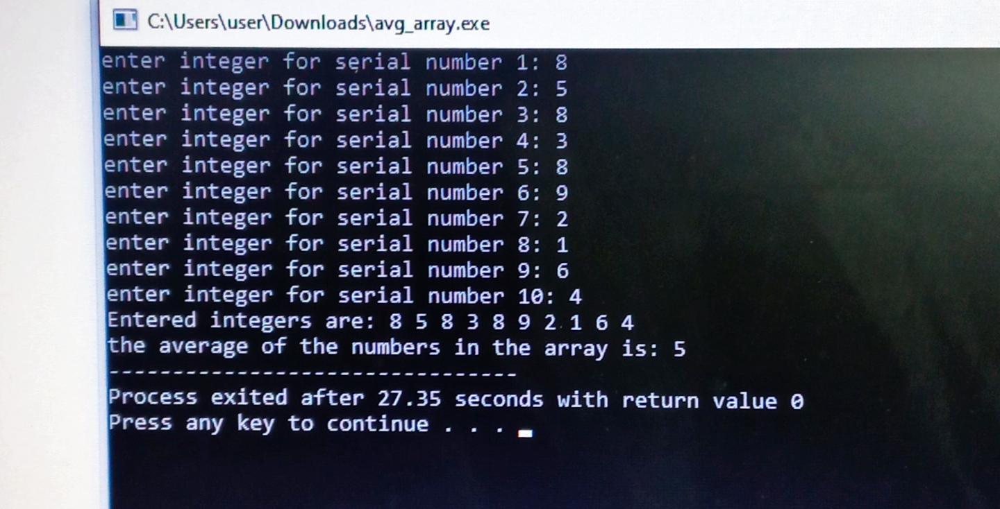 C:\Users\user\Downloads\avg_array.exe
enter integer for serial number 1: 8
enter integer for serial number 2: 5
enter integer for serial number 3: 8
enter integer for serial number 4: 3
enter integer for serial number 5: 8
enter integer for serial number 6: 9
enter integer for serial number 7: 2
enter integer for serial number 8: 1
enter integer for serial number 9: 6
enter integer for serial number 10: 4
Entered integers are: 8 5 8 3 8 9 2 1 6 4
the average of the numbers in the array is: 5
--------------------------------
Process exited after 27.35 seconds with return value 0
Press any key to continue . . .